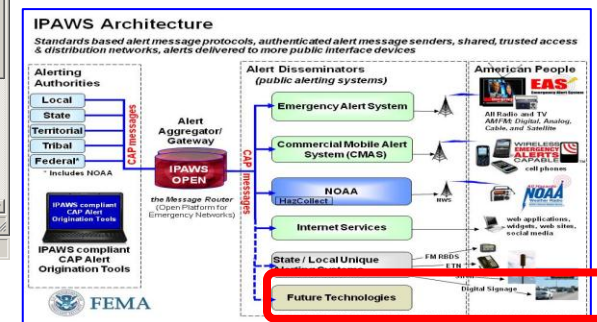 IPAWS Architecture
Standards based alert message protocols, authenticated alert message senders, shared, trusted access
& distribution networks, alerts delivered to more public interface devices
Alerting
Authorities
Local
State
Territorial
Tribal
Federal*
* Includes NOAA
IPAWS compliant
CAP Alert
Origination Tools
IPAWS compliant
CAP Alert
Origination Tools
FEMA
CAP messages
Alert
Aggregator/
Gateway
IPAWS
OPEN
the Message Router
(Open Platform for
Emergency Networks)
CAP messages
Alert Disseminators
(public alerting systems)
Emergency Alert System
Commercial Mobile Alert
System (CMAS)
NOAA
HazCollect
NWS
Internet Services
State / Local Unique
Future Technologies
FM RBDS
ETN
Digital Signage
American People
EAS
All Radio and TV
AM/FM; Digital, Analog,
Cable, and Satellite
WIRELESS
EMERGENCY
ALERTS
CAPABLE
cell phones
NOAA
web applications,
widgets, web sites,
social media